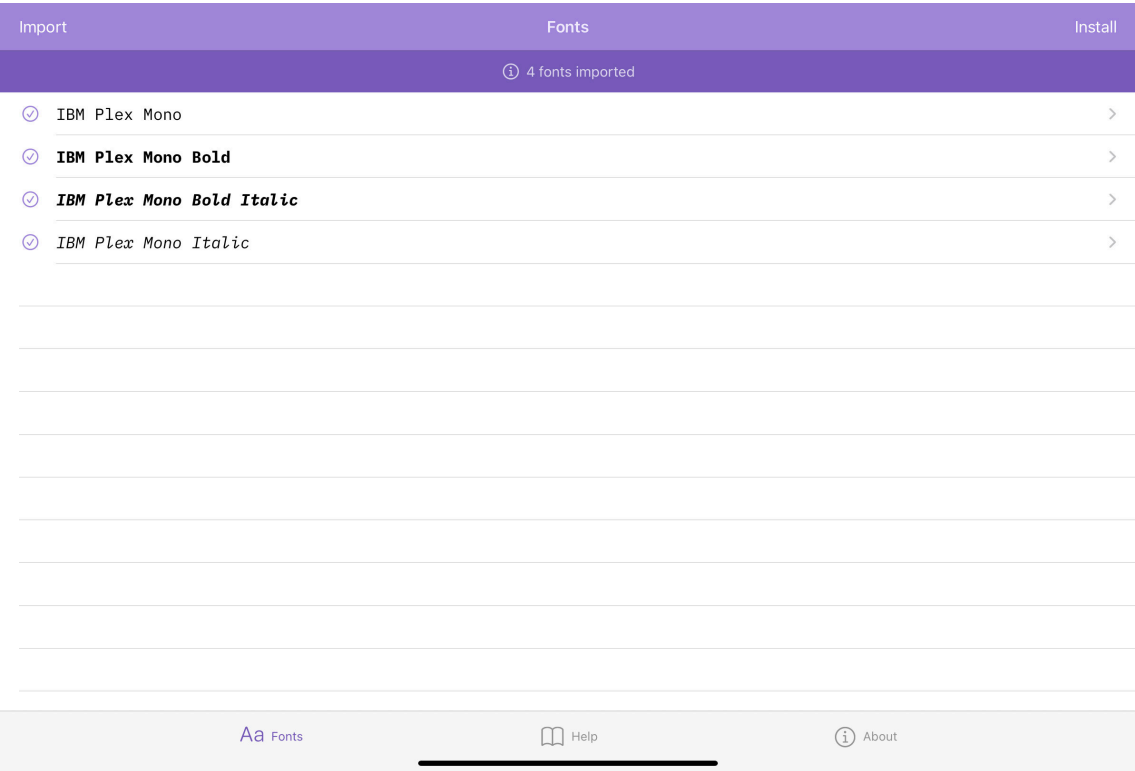 Import Fonts Install
4 fonts imported
IBM Plex Mono
IBM Plex Mono Bold
IBM Plex Mono Bold Italic
IBM Plex Mono Italic
Aa Fonts Help About